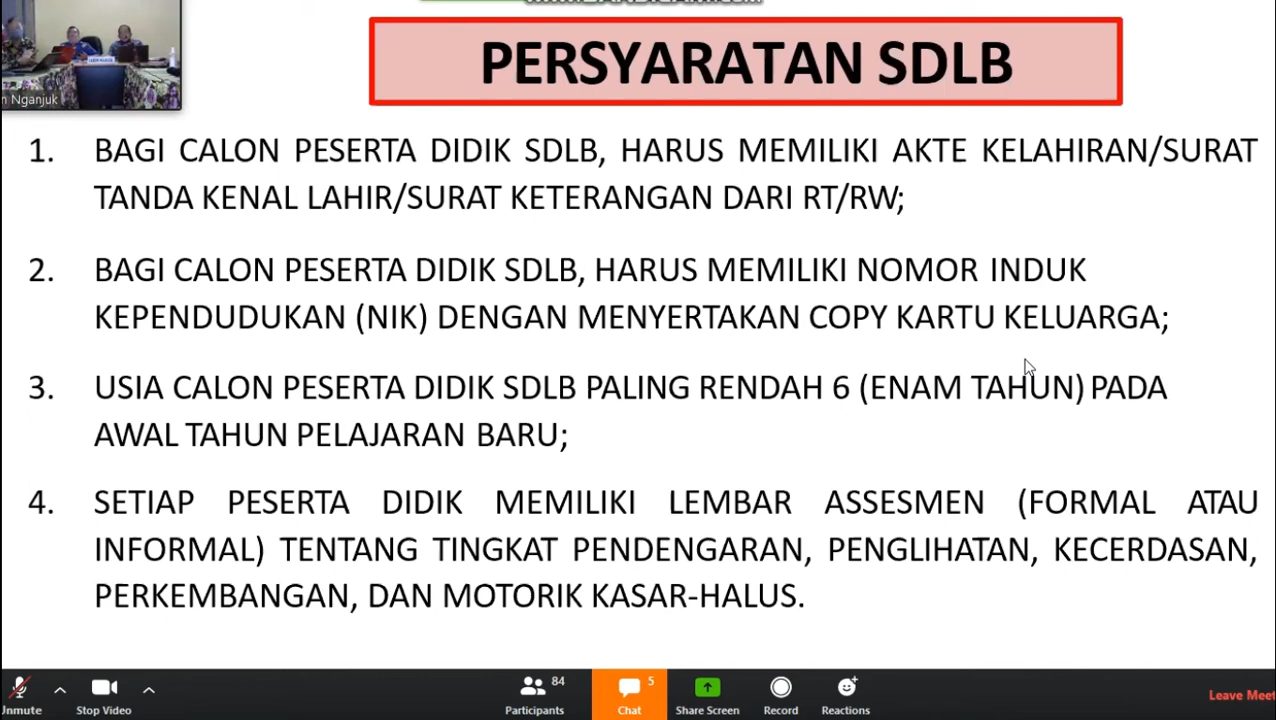 PERSYARATAN SDLB
n Nganjuk
1. BAGI CALON PESERTA DIDIK SDLB, HARUS MEMILIKI AKTE KELAHIRAN/SURAT
TANDA KENAL LAHIR/SURAT KETERANGAN DARI RT/RW;
2. BAGI CALON PESERTA DIDIK SDLB, HARUS MEMILIKI NOMOR INDUK
KEPENDUDUKAN (NIK) DENGAN MENYERTAKAN COPY KARTU KELUARGA;
3. USIA CALON PESERTA DIDIK SDLB PALING RENDAH 6 (ENAM TAHUN) PADA
AWAL TAHUN PELAJARAN BARU;
4. SETIAP PESERTA DIDIK MEMILIKI LEMBAR ASSESMEN (FORMAL ATAU
INFORMAL) TENTANG TINGKAT PENDENGARAN, PENGLIHATAN, KECERDASAN,
PERKEMBANGAN, DAN MOTORIK KASAR-HALUS.
84 5
Unmute Stop Video Participants Chat Share Screen Record Reactions Leave Meet